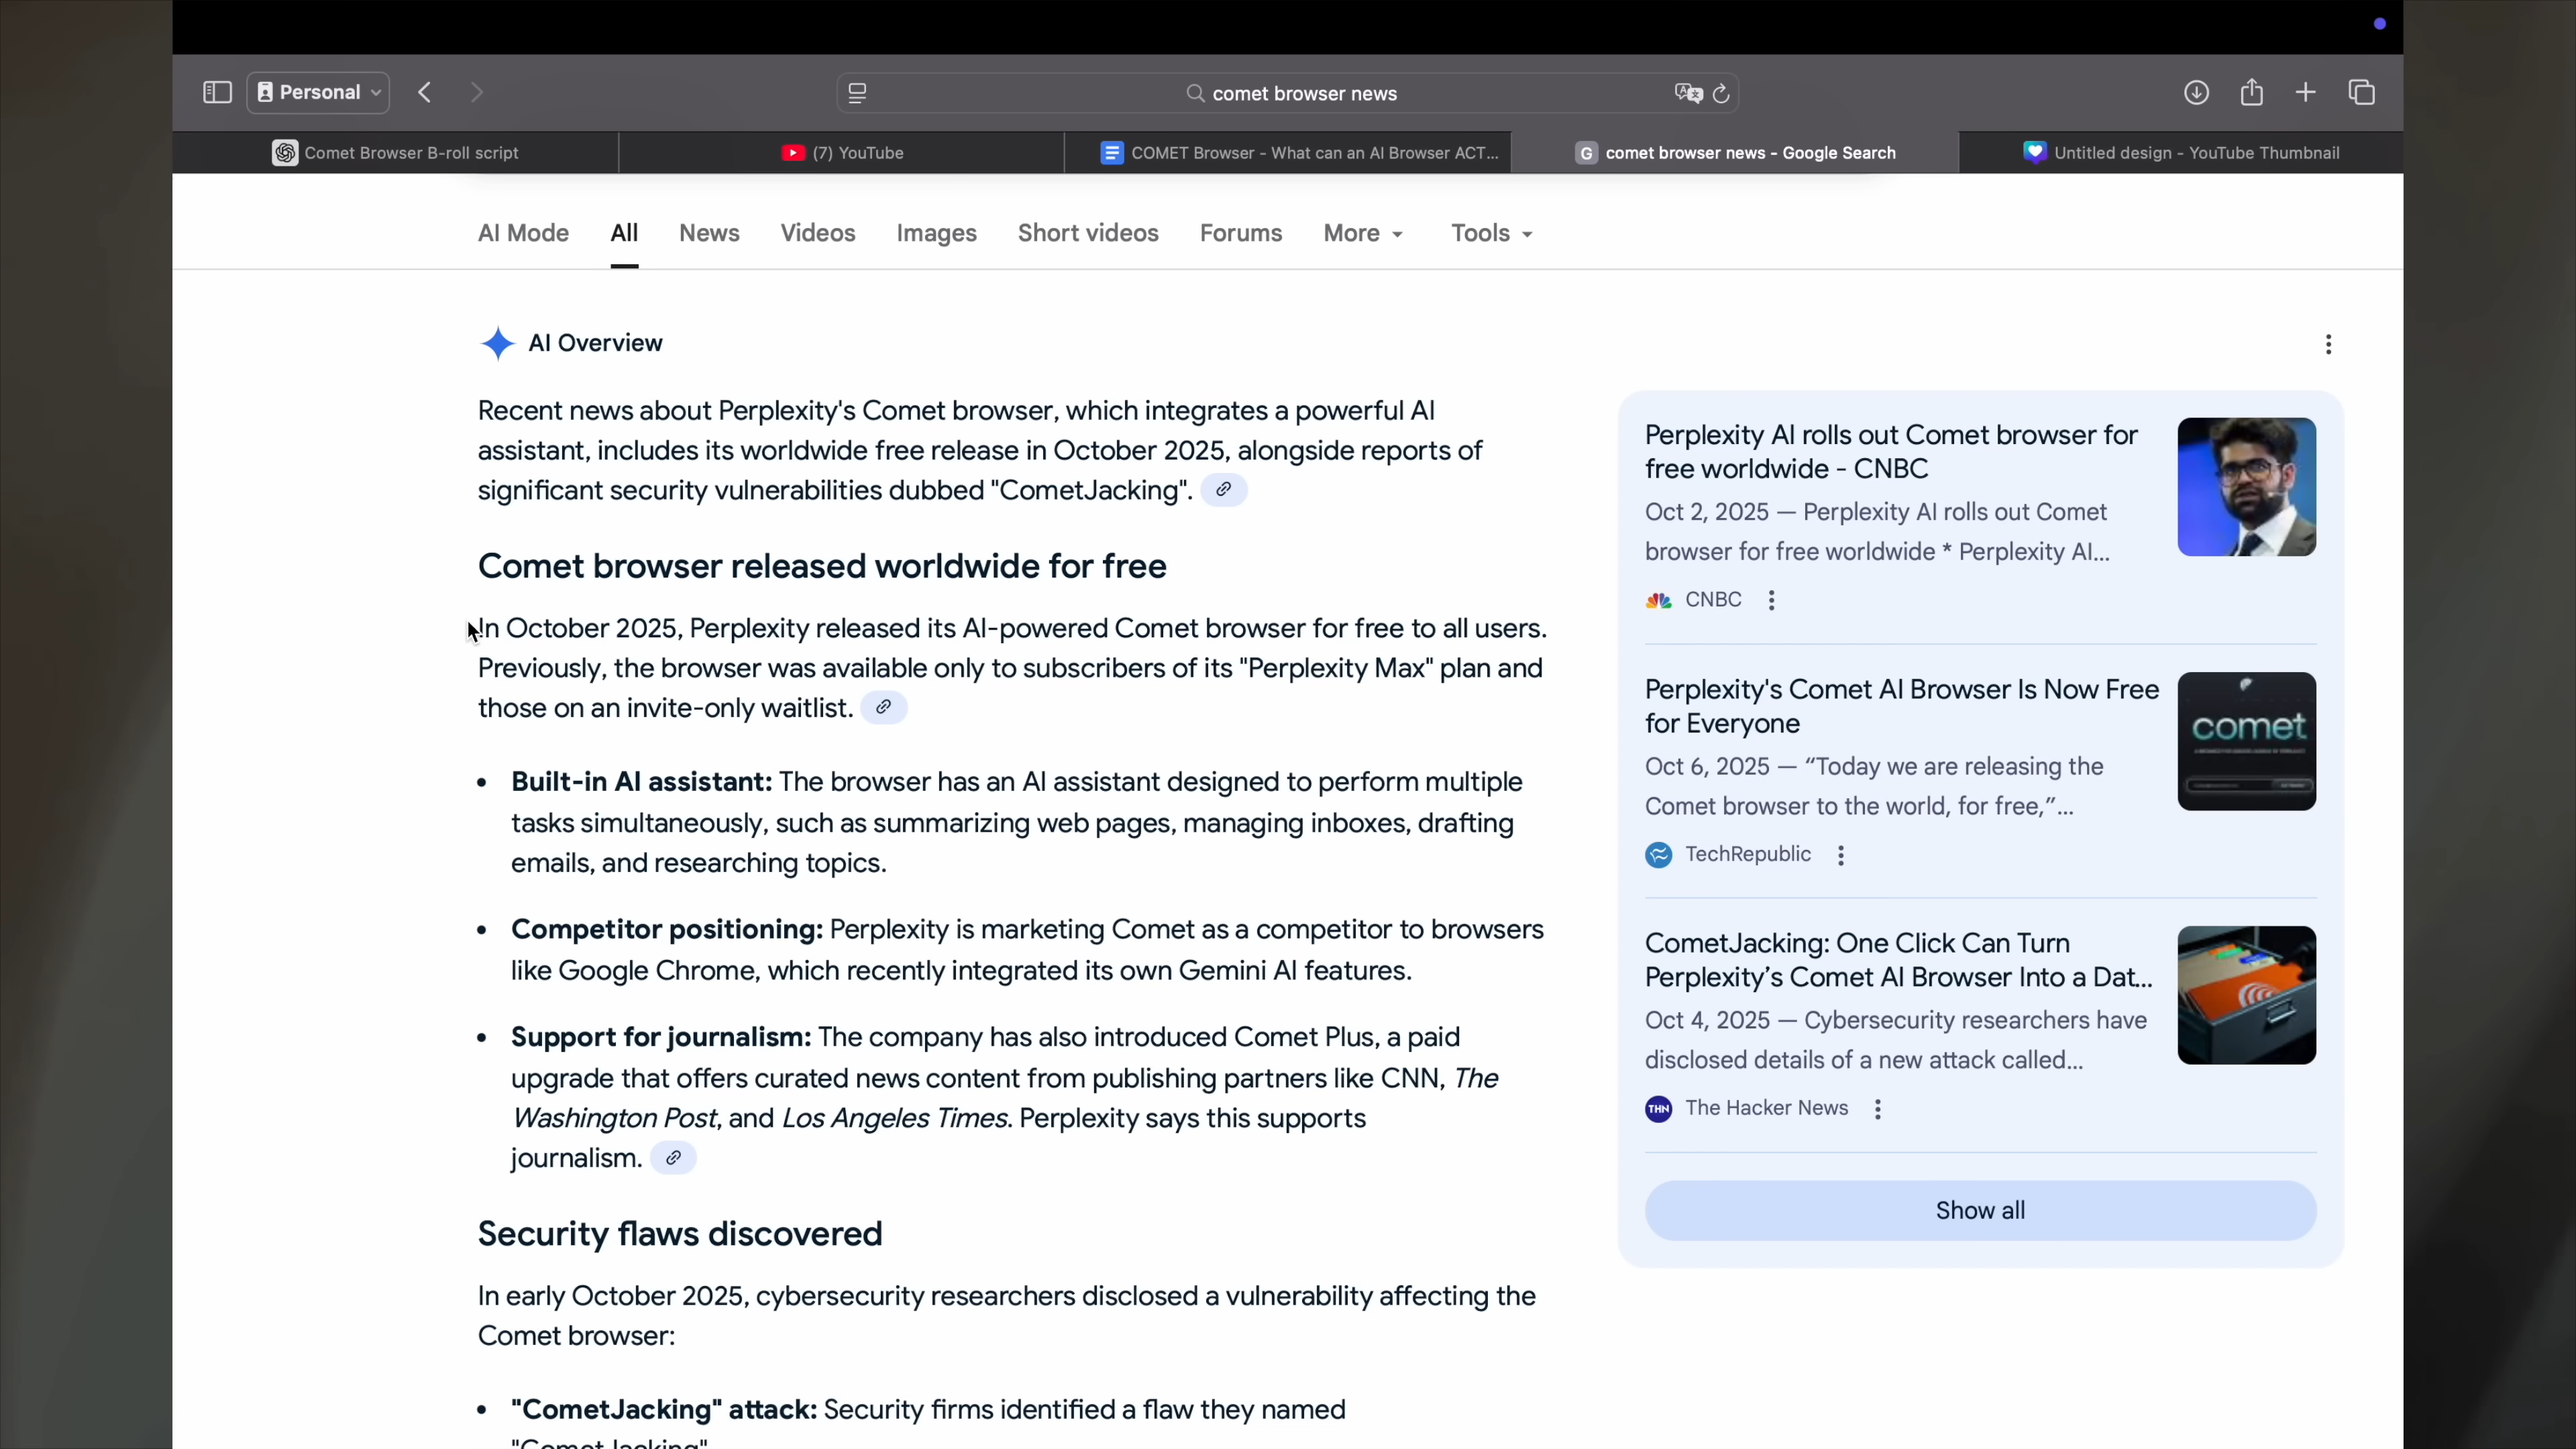 Personal
comet browser news
Comet Browser B-roll script
(7) YouTube
COMET Browser - What can an AI Browser ACT...
G comet browser news - Google Search
Untitled design - YouTube Thumbnail
AI Mode
All
News
Videos
Images
Short videos
Forums
More
Tools
AI Overview
Recent news about Perplexity's Comet browser, which integrates a powerful AI
assistant, includes its worldwide free release in October 2025, alongside reports of
significant security vulnerabilities dubbed "CometJacking".
Comet browser released worldwide for free
In October 2025, Perplexity released its AI-powered Comet browser for free to all users.
Previously, the browser was available only to subscribers of its "Perplexity Max" plan and
those on an invite-only waitlist.
• Built-in AI assistant: The browser has an AI assistant designed to perform multiple
tasks simultaneously, such as summarizing web pages, managing inboxes, drafting
emails, and researching topics.
• Competitor positioning: Perplexity is marketing Comet as a competitor to browsers
like Google Chrome, which recently integrated its own Gemini AI features.
• Support for journalism: The company has also introduced Comet Plus, a paid
upgrade that offers curated news content from publishing partners like CNN, The
Washington Post, and Los Angeles Times. Perplexity says this supports
journalism.
Security flaws discovered
In early October 2025, cybersecurity researchers disclosed a vulnerability affecting the
Comet browser:
• "CometJacking" attack: Security firms identified a flaw they named
"CometJacking"
Perplexity AI rolls out Comet browser for
free worldwide - CNBC
Oct 2, 2025 — Perplexity AI rolls out Comet
browser for free worldwide * Perplexity AI...
CNBC
Perplexity's Comet AI Browser Is Now Free
for Everyone
Oct 6, 2025 — “Today we are releasing the
Comet browser to the world, for free,”...
TechRepublic
comet
CometJacking: One Click Can Turn
Perplexity’s Comet AI Browser Into a Dat...
Oct 4, 2025 — Cybersecurity researchers have
disclosed details of a new attack called...
THN The Hacker News
Show all